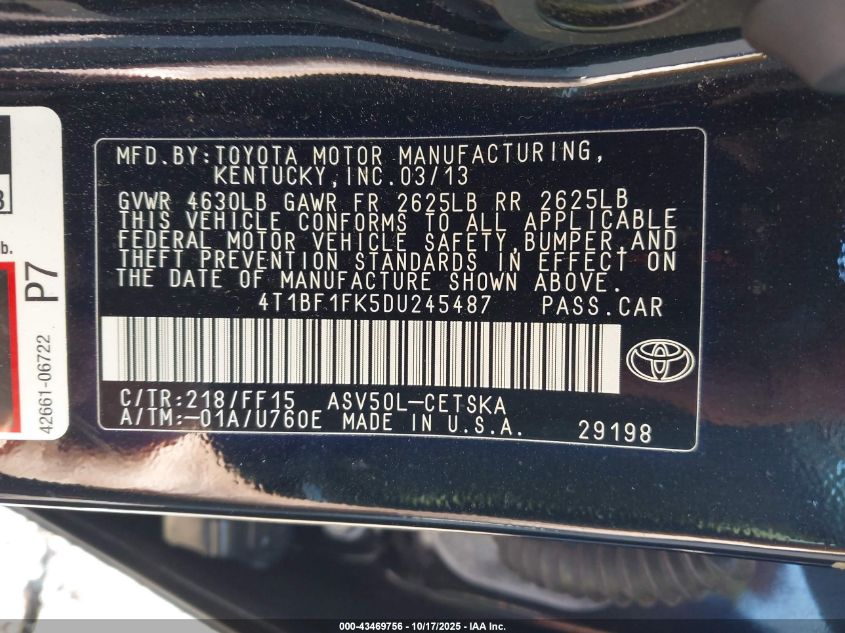 MFD.BY:TOYOTA MOTOR MANUFACTURING,
KENTUCKY,INC.03/13
GVWR 4630LB GAWR FR 2625LB RR 2625LB
THIS VEHICLE CONFORMS TO ALL APPLICABLE
FEDERAL MOTOR VEHICLE SAFETY,BUMPER,AND
THEFT PREVENTION STANDARDS IN EFFECT ON
THE DATE OF MANUFACTURE SHOWN ABOVE.
4T1BF1FK5DU245487 PASS.CAR
C/TR:218/FF15 ASV50L-CETSKA
A/TM:-01A/U760E MADE IN U.S.A. 29198
P7
42661-06722
b.
000-43469756 - 10/17/2025 - IAA Inc.